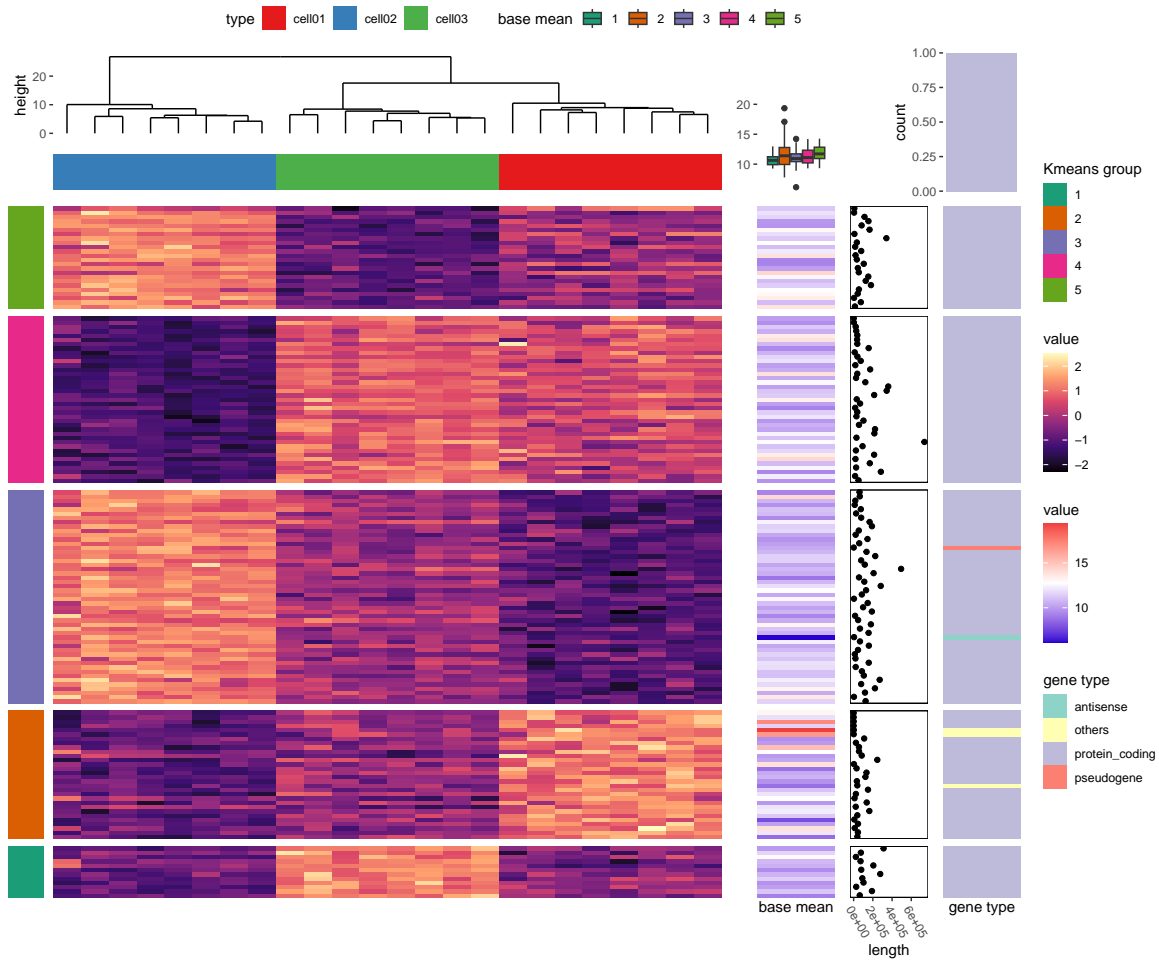 type cell01 cell02 cell03 base mean 1 2 3 4 5
height
20
10
0
20
15
10
count
1.00
0.75
0.50
0.25
0.00
Kmeans group
1
2
3
4
5
value
2
1
0
−1
−2
value
15
10
gene type
antisense
others
protein_coding
pseudogene
base mean
0e+00
2e+05
4e+05
6e+05
length
gene type